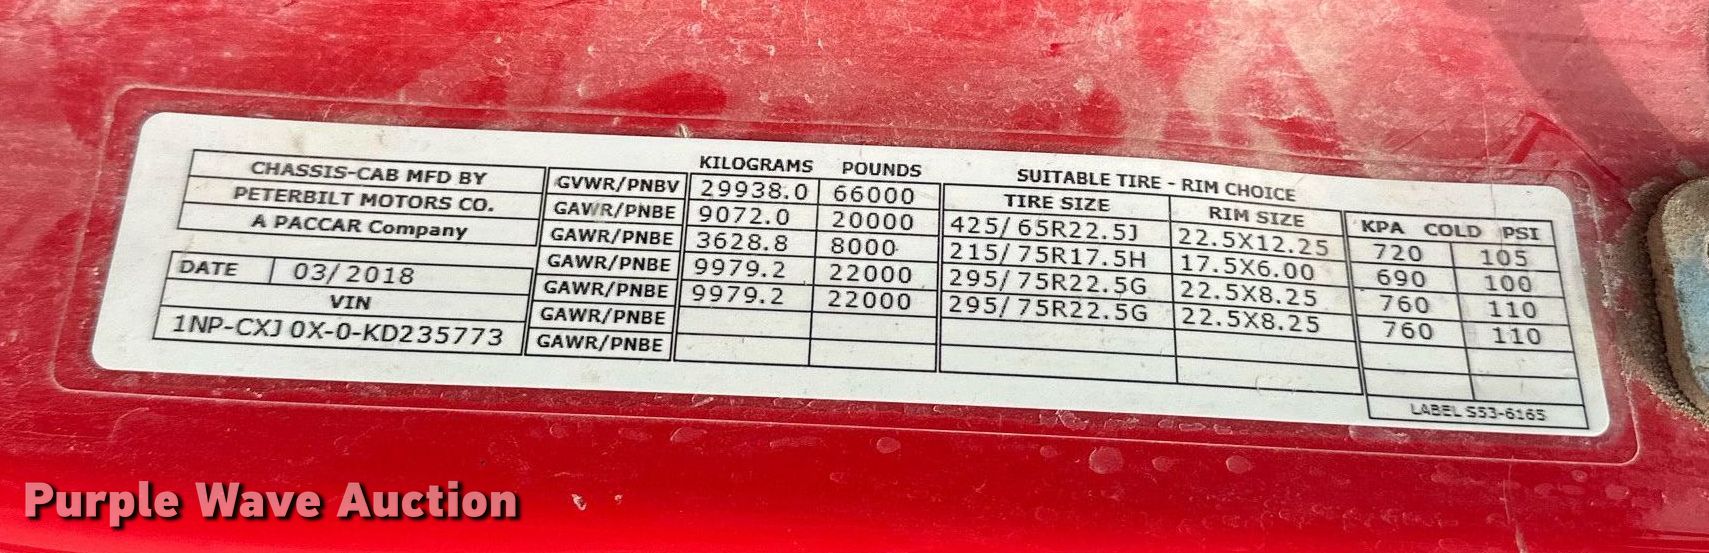 KILOGRAMS POUNDS SUITABLE TIRE - RIM CHOICE
CHASSIS-CAB MFD BY
PETERBILT MOTORS CO.
A PACCAR Company
DATE 03/2018
VIN
1NP-CXJ0X-0-KD235773
TIRE SIZE RIM SIZE KPA COLD PSI
GVWR/PNBV 29938.0 66000
GAWR/PNBE 9072.0 20000 425/65R22.5J 22.5X12.25 720 105
GAWR/PNBE 3628.8 8000 215/75R17.5H 17.5X6.00 690 100
GAWR/PNBE 9979.2 22000 295/75R22.5G 22.5X8.25 760 110
GAWR/PNBE 9979.2 22000 295/75R22.5G 22.5X8.25 760 110
GAWR/PNBE
GAWR/PNBE
LABEL S53-6165
Purple Wave Auction